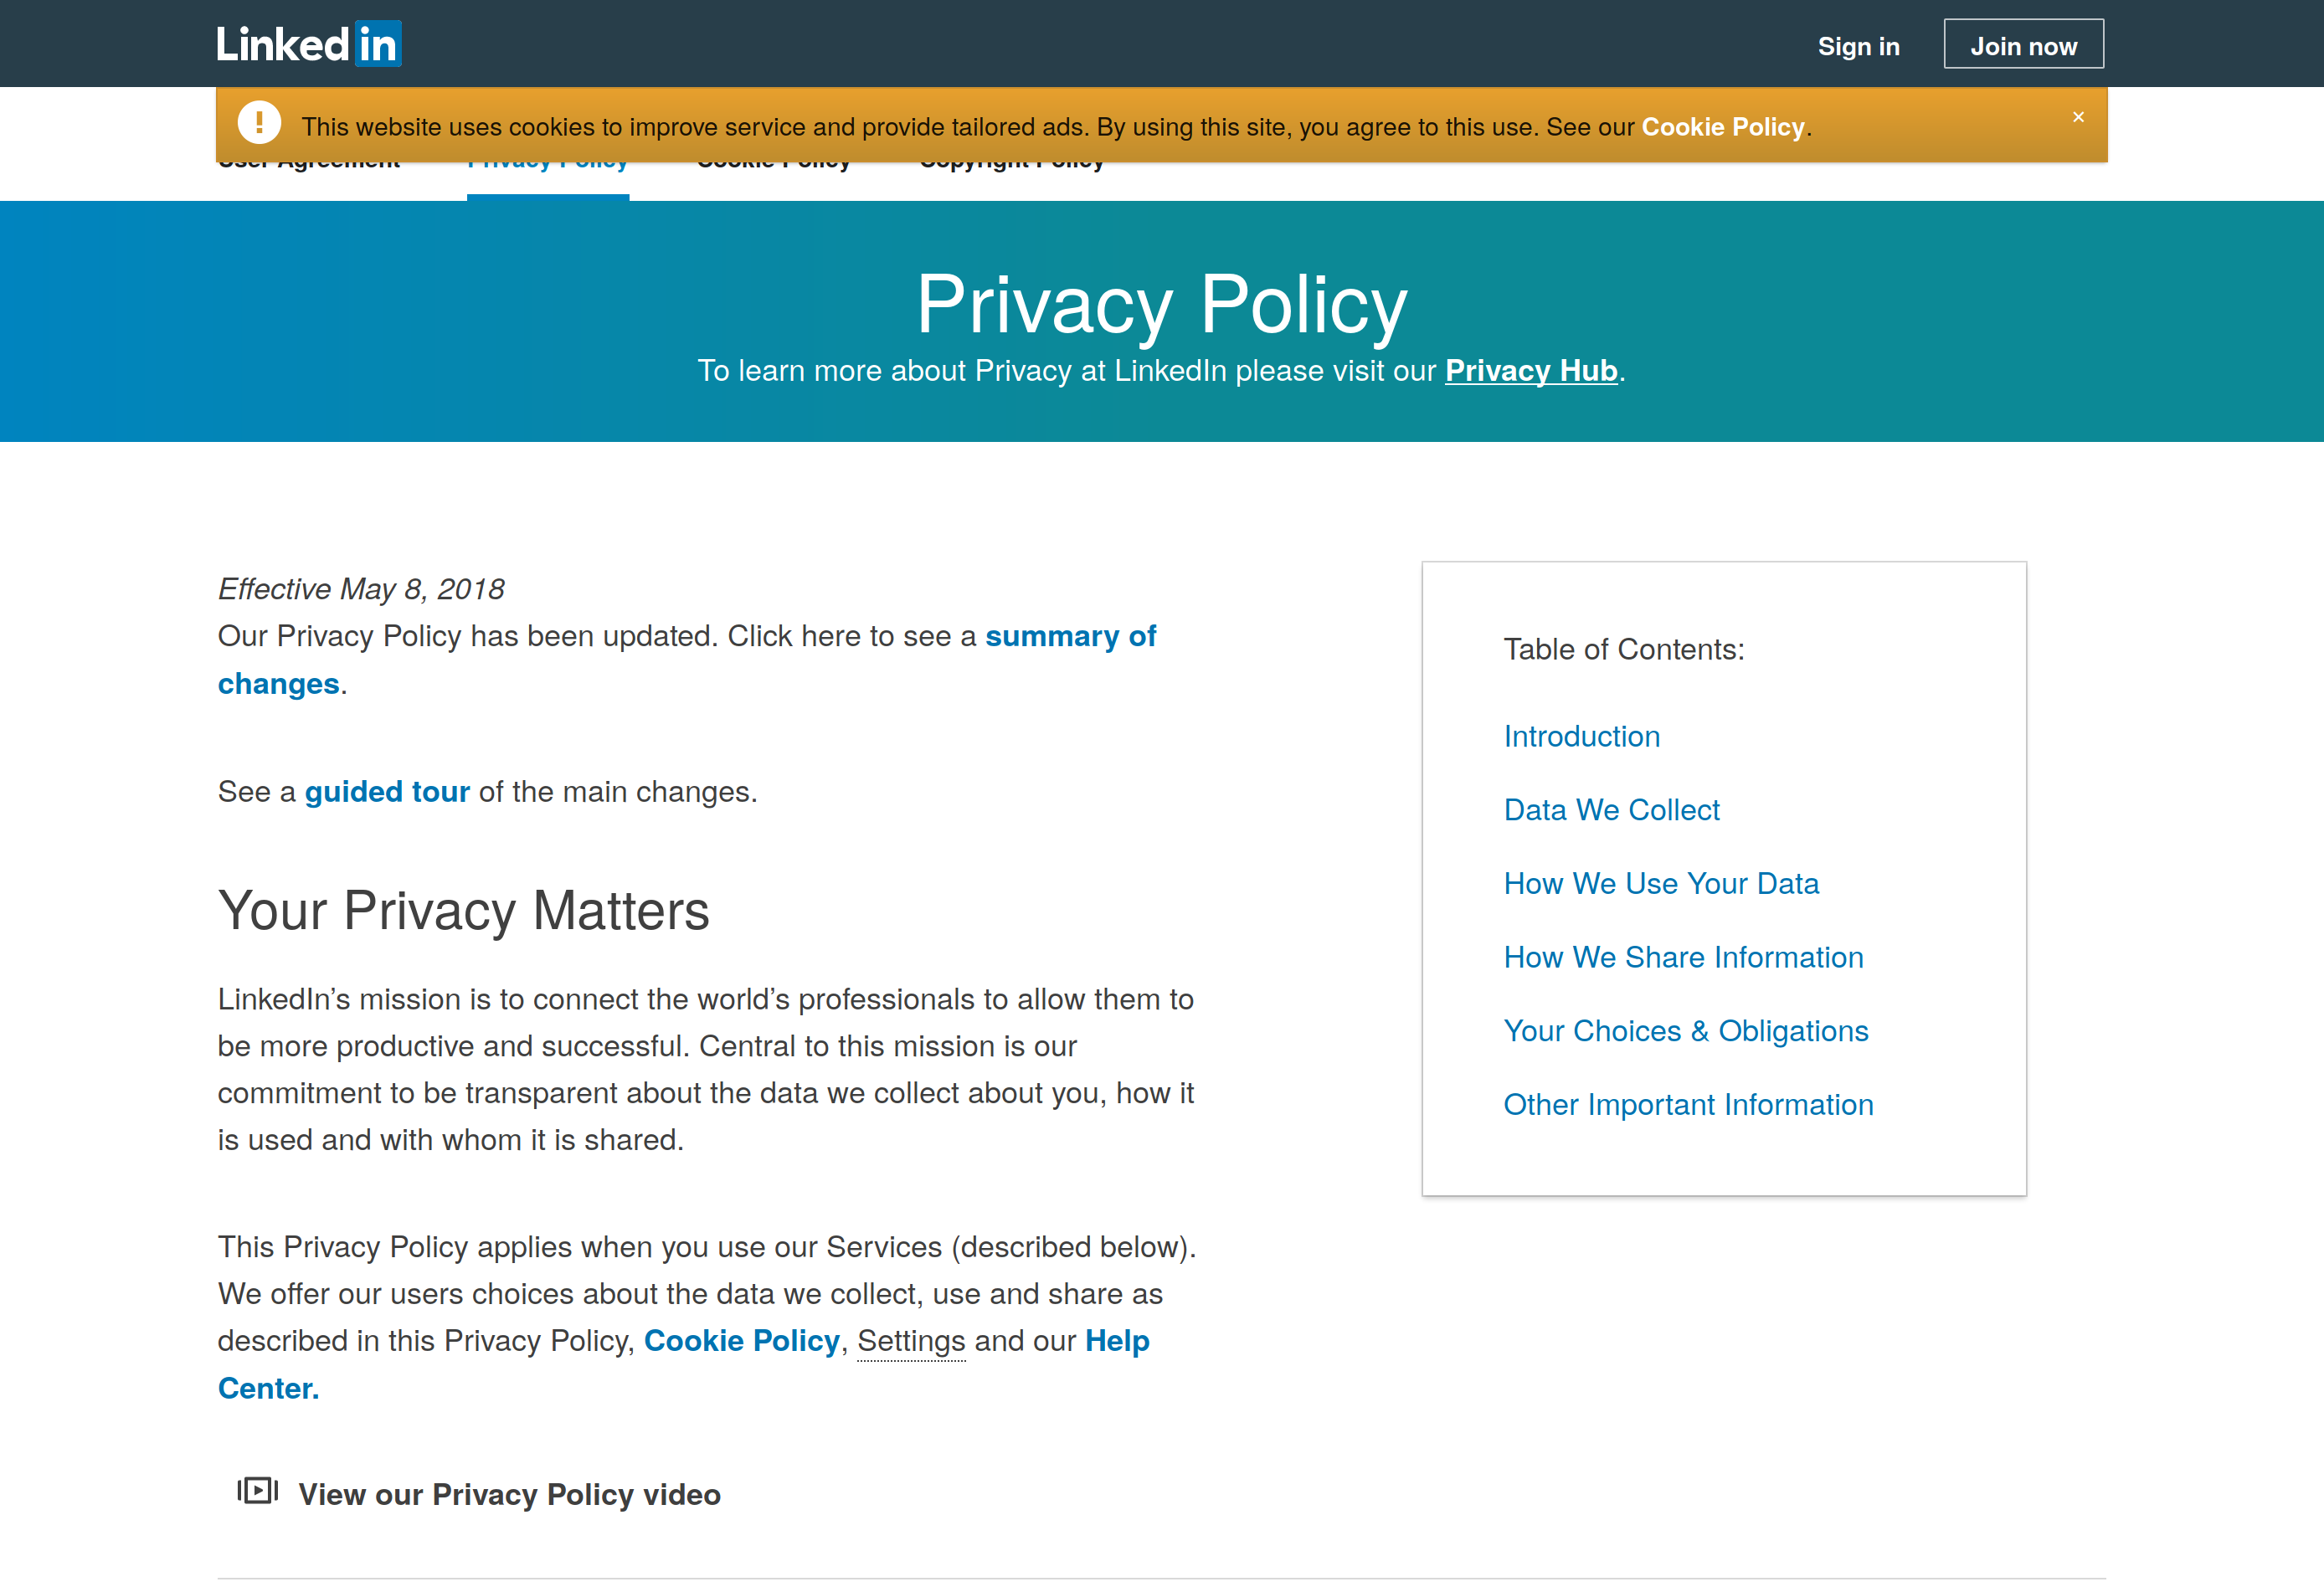 Linked in
Sign in
Join now
! This website uses cookies to improve service and provide tailored ads. By using this site, you agree to this use. See our Cookie Policy. ×
User Agreement Privacy Policy Cookie Policy Copyright Policy
Privacy Policy
To learn more about Privacy at LinkedIn please visit our Privacy Hub.
Effective May 8, 2018
Our Privacy Policy has been updated. Click here to see a summary of
changes.
See a guided tour of the main changes.
Your Privacy Matters
LinkedIn’s mission is to connect the world’s professionals to allow them to
be more productive and successful. Central to this mission is our
commitment to be transparent about the data we collect about you, how it
is used and with whom it is shared.
This Privacy Policy applies when you use our Services (described below).
We offer our users choices about the data we collect, use and share as
described in this Privacy Policy, Cookie Policy, Settings and our Help
Center.
View our Privacy Policy video
Table of Contents:
Introduction
Data We Collect
How We Use Your Data
How We Share Information
Your Choices & Obligations
Other Important Information